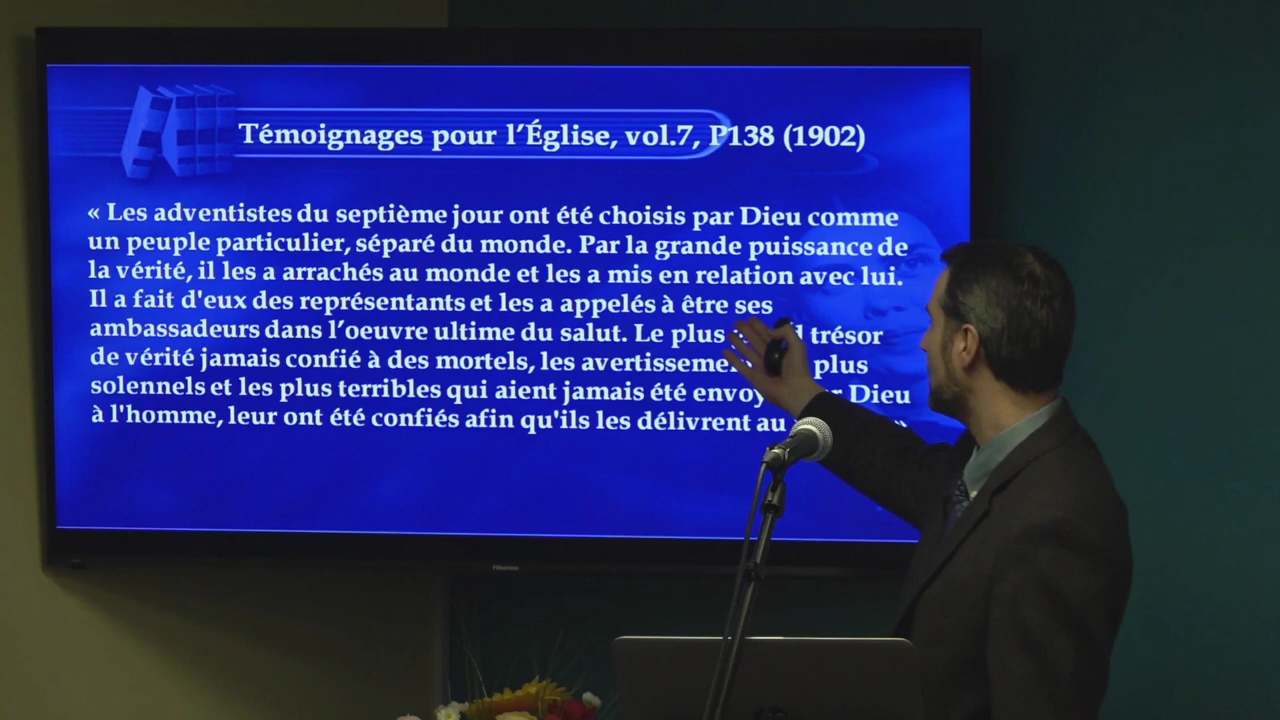 Témoignages pour l’Église, vol.7, P138 (1902)
« Les adventistes du septième jour ont été choisis par Dieu comme
un peuple particulier, séparé du monde. Par la grande puissance de
la vérité, il les a arrachés au monde et les a mis en relation avec lui.
Il a fait d'eux des représentants et les a appelés à être ses
ambassadeurs dans l’oeuvre ultime du salut. Le plus trésor
de vérité jamais confié à des mortels, les plus
solennels et les plus terribles qui aient jamais été Dieu
à l'homme, leur ont été confiés afin qu'ils les délivrent au »
Hisense